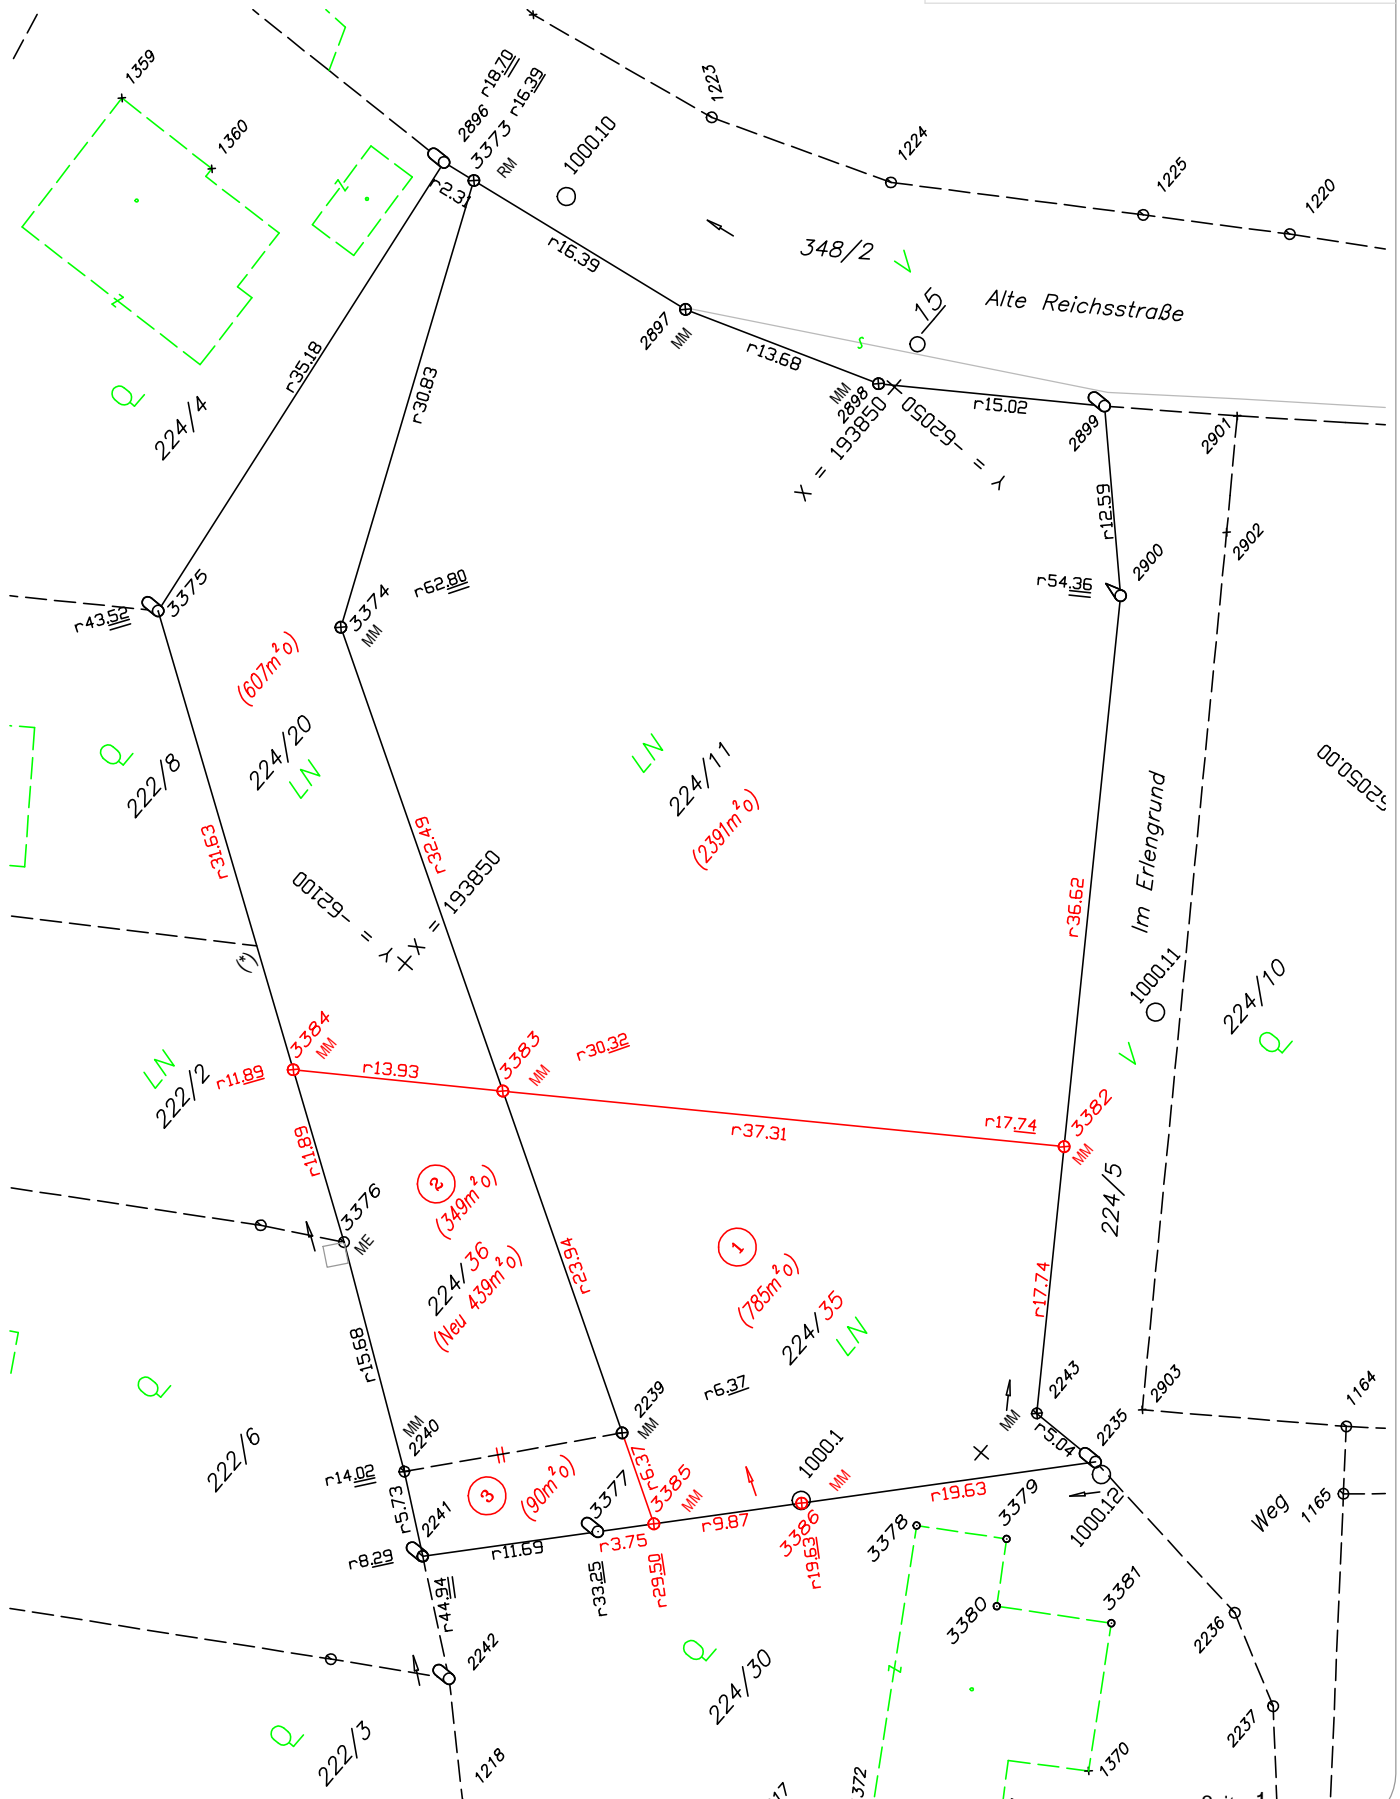 1359
1360
2896 r18.70
3373 r16.39
RM
1000.10
1223
1224
1225
1220
r2.31
r16.39
348/2
V
Alte Reichsstraße
15
s
2897
MM
r13.68
MM
2898
r15.02
X = 193850
Y = -62050
2899
2901
r12.59
2902
2900
r54.36
z
z
r35.18
r30.83
Q
224/4
3375
r43.52
3374
MM
r62.80
(607m²o)
224/20
LN
Q
222/8
LN
224/11
(2391m²o)
62050.00
r31.63
r32.49
Y = -62100
X = 193850
Im Erlengrund
r36.62
(*)
1000.11
224/10
Q
V
3384
MM
r11.89
r13.93
3383
MM
r30.32
LN
222/2
r37.31
r17.74
3382
MM
r11.89
2
(349m²o)
3376
ME
224/36
(Neu 439m²o)
r23.94
1
(785m²o)
224/35
LN
224/5
r17.74
r15.68
Q
222/6
MM
2240
r14.02
2239
MM
r6.37
2243
MM
r5.04
2235
2903
1164
r5.73
3
(90m²o)
r6.37
3377
3385
MM
1000.1
MM
2241
r8.29
r11.69
r3.75
r9.87
3386
r19.63
r19.63
3378
3379
1000.12
Weg
1165
r44.94
r33.25
r29.50
2242
3380
3381
2236
Q
224/30
z
2237
Q
222/3
1218
17
372
1370